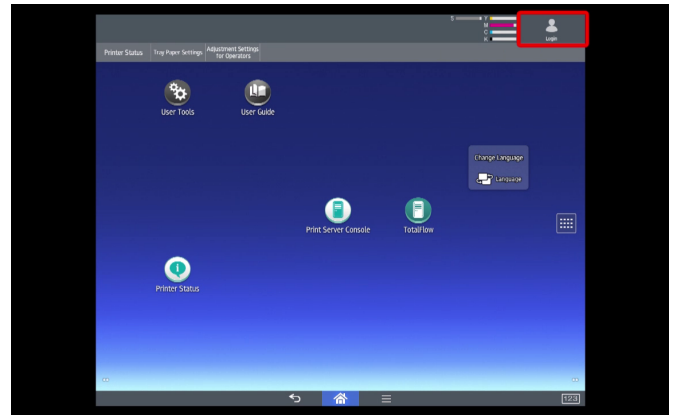 S Y
M
C
K
Login
Printer Status
Tray Paper Settings
Adjustment Settings
for Operators
User Tools
User Guide
Change Language
Language
Print Server Console
TotalFlow
Printer Status
123